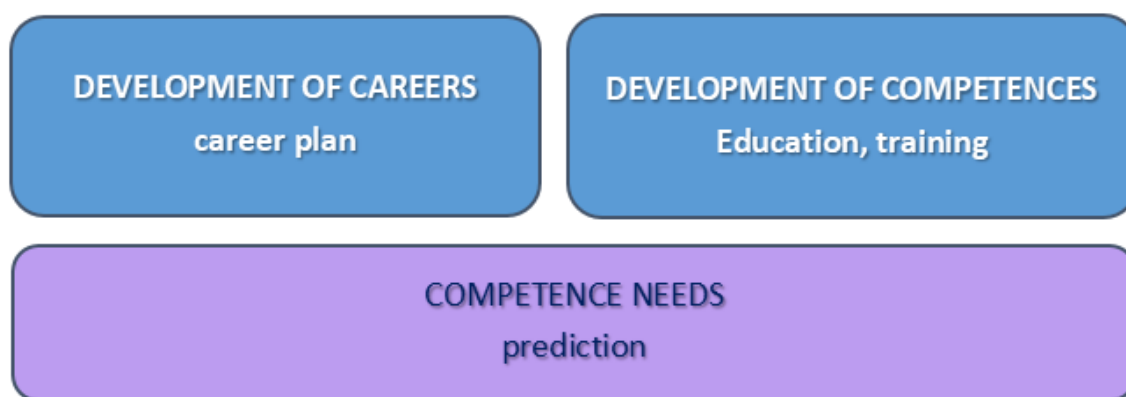 DEVELOPMENT OF CAREERS
career plan
DEVELOPMENT OF COMPETENCES
Education, training
COMPETENCE NEEDS
prediction